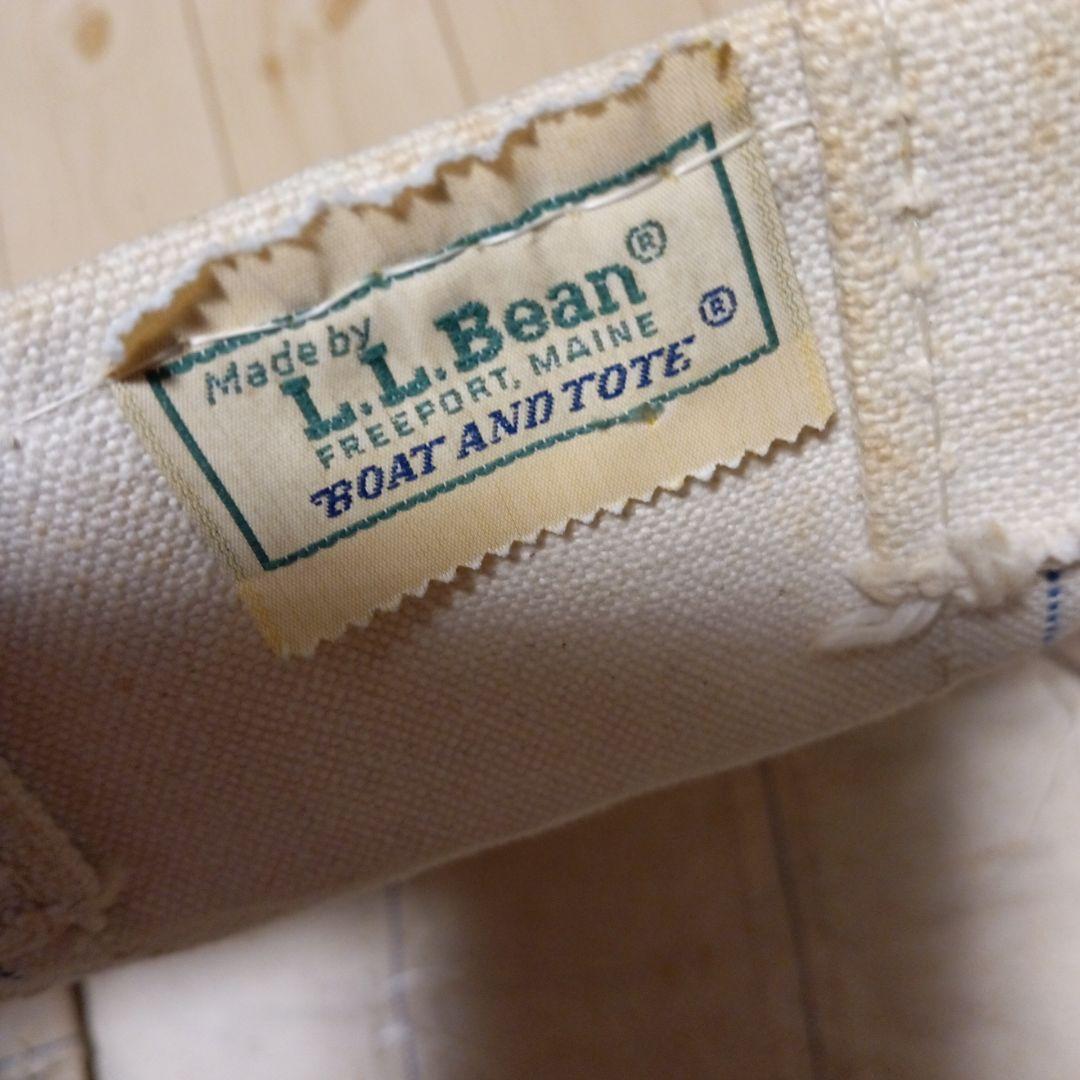 Made by
L.L.Bean®
FREEPORT, MAINE
BOAT AND TOTE®